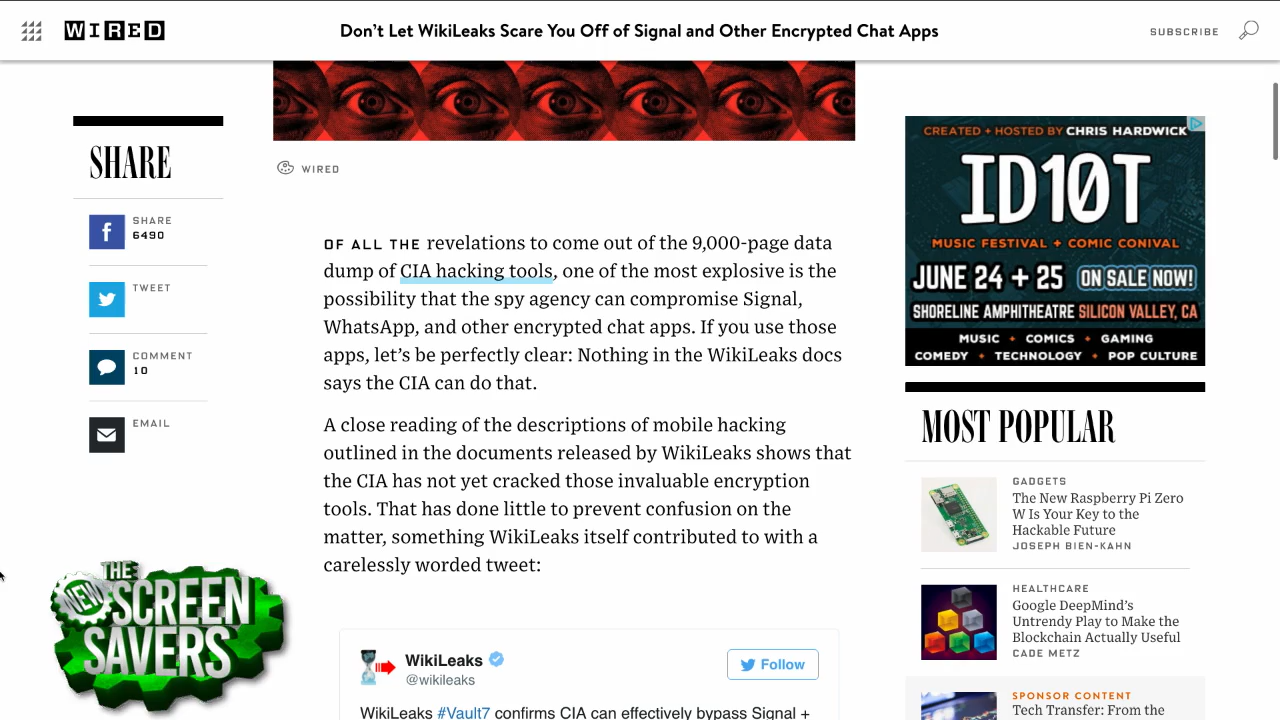 WIRED
Don't Let WikiLeaks Scare You Off of Signal and Other Encrypted Chat Apps
SUBSCRIBE
SHARE
SHARE
6490
TWEET
COMMENT
10
EMAIL
WIRED
OF ALL THE revelations to come out of the 9,000-page data
dump of CIA hacking tools, one of the most explosive is the
possibility that the spy agency can compromise Signal,
WhatsApp, and other encrypted chat apps. If you use those
apps, let's be perfectly clear: Nothing in the WikiLeaks docs
says the CIA can do that.
A close reading of the descriptions of mobile hacking
outlined in the documents released by WikiLeaks shows that
the CIA has not yet cracked those invaluable encryption
tools. That has done little to prevent confusion on the
matter, something WikiLeaks itself contributed to with a
carelessly worded tweet:
WikiLeaks
@wikileaks
Follow
WikiLeaks #Vault7 confirms CIA can effectively bypass Signal +
CREATED + HOSTED BY CHRIS HARDWICK
ID10T
MUSIC FESTIVAL + COMIC CONIVAL
JUNE 24 + 25 ON SALE NOW!
SHORELINE AMPHITHEATRE SILICON VALLEY, CA
MUSIC + COMICS + GAMING
COMEDY + TECHNOLOGY + POP CULTURE
MOST POPULAR
GADGETS
The New Raspberry Pi Zero
W Is Your Key to the
Hackable Future
JOSEPH BIEN-KAHN
HEALTHCARE
Google DeepMind's
Untrendy Play to Make the
Blockchain Actually Useful
CADE METZ
SPONSOR CONTENT
Tech Transfer: From the
THE
NEW SCREEN
SAVERS